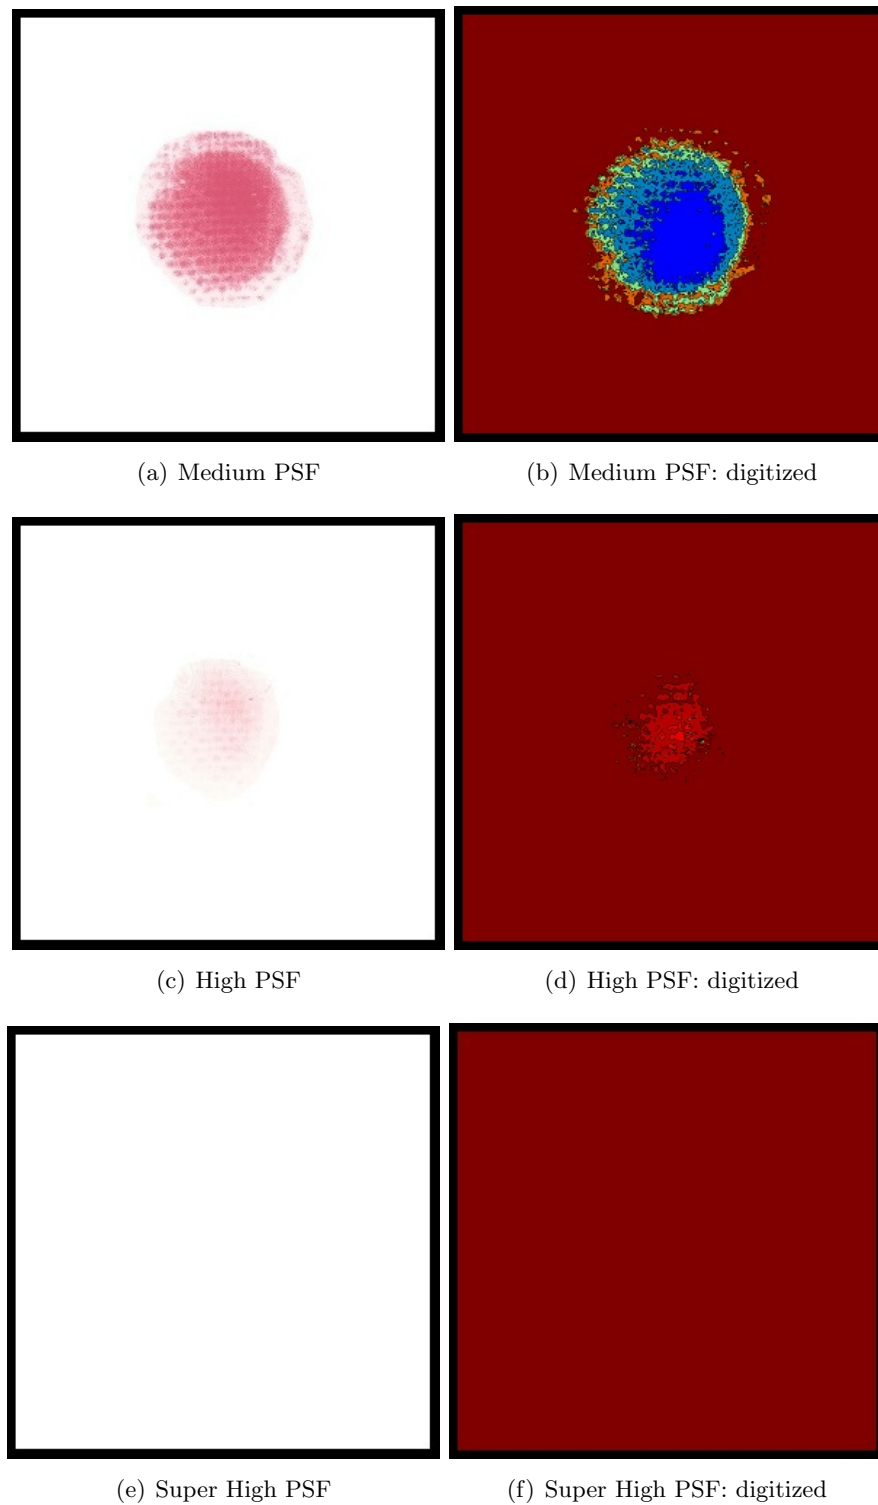 (a) Medium PSF
(b) Medium PSF: digitized
(c) High PSF
(d) High PSF: digitized
(e) Super High PSF
(f) Super High PSF: digitized